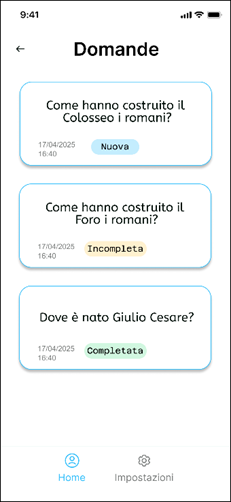 9:41
Domande
Come hanno costruito il
Colosseo i romani?
17/04/2025
16:40
Nuova
Come hanno costruito il
Foro i romani?
17/04/2025
16:40
Incompleta
Dove è nato Giulio Cesare?
17/04/2025
16:40
Completata
Home
Impostazioni